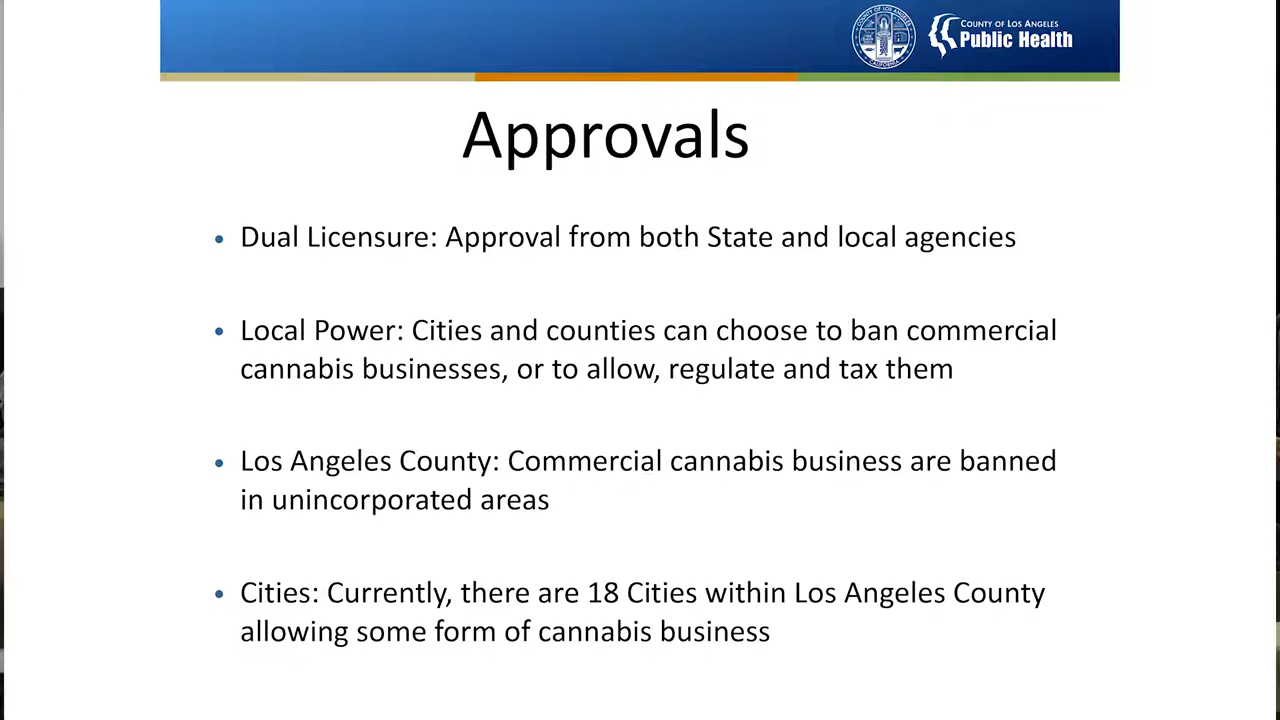 COUNTY OF LOS ANGELES
Public Health
Approvals
• Dual Licensure: Approval from both State and local agencies
• Local Power: Cities and counties can choose to ban commercial
cannabis businesses, or to allow, regulate and tax them
• Los Angeles County: Commercial cannabis business are banned
in unincorporated areas
• Cities: Currently, there are 18 Cities within Los Angeles County
allowing some form of cannabis business